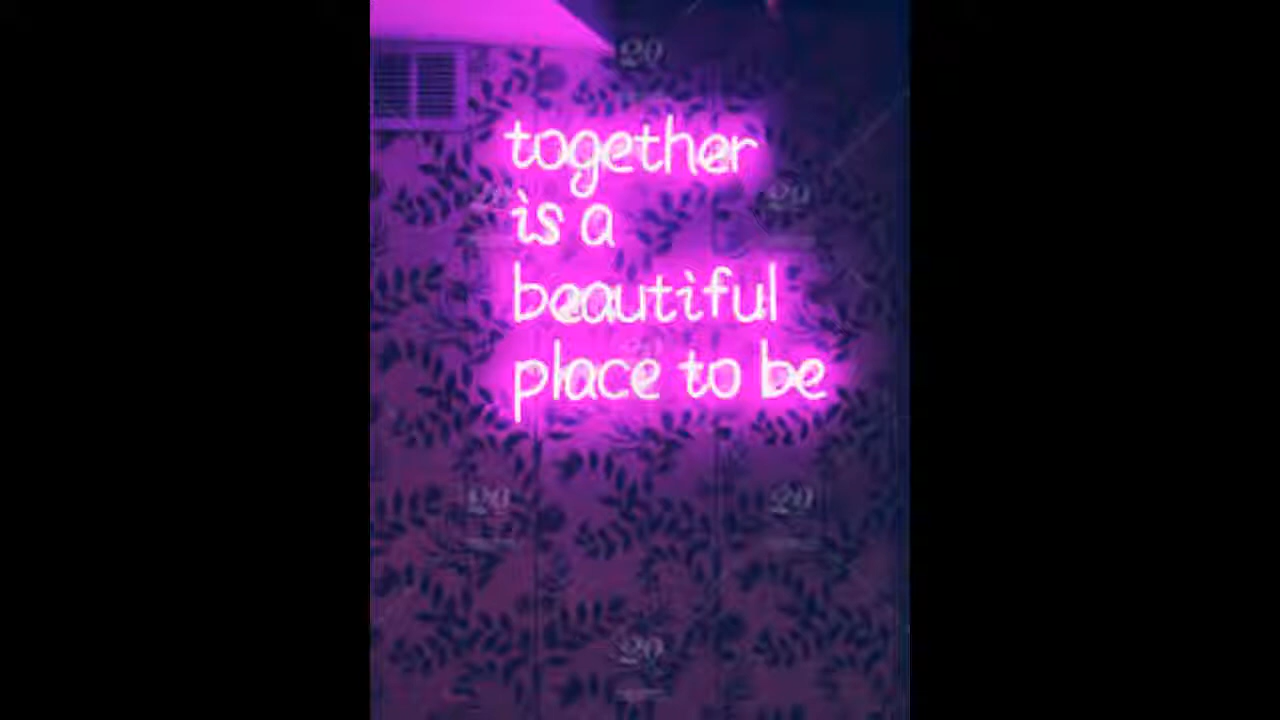 together
is a
beautiful
place to be